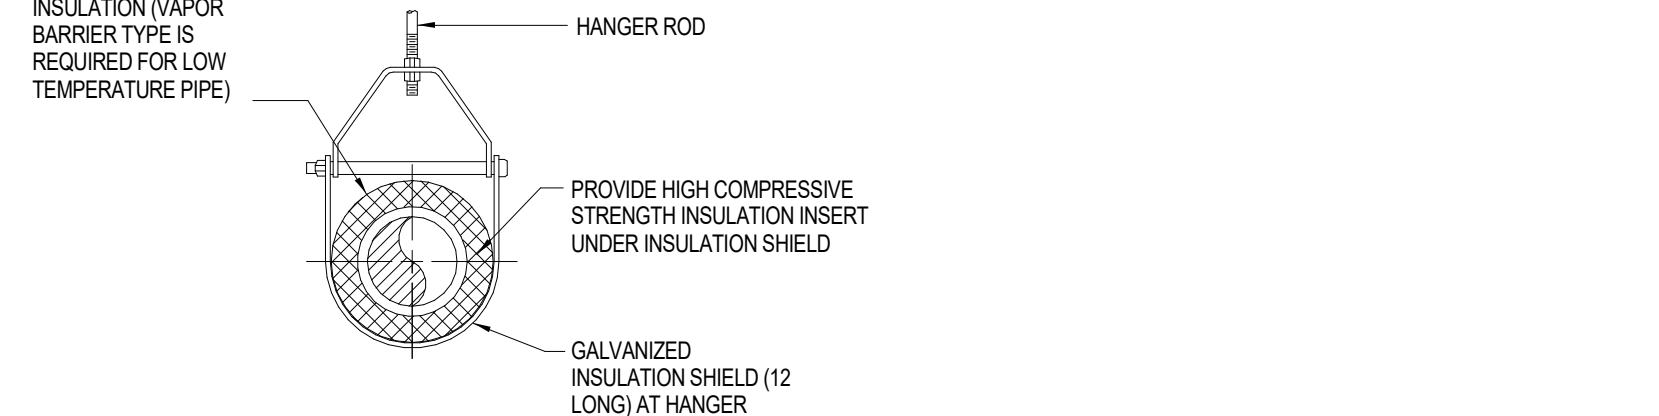 INSULATION (VAPOR
BARRIER TYPE IS
REQUIRED FOR LOW
TEMPERATURE PIPE)
HANGER ROD
PROVIDE HIGH COMPRESSIVE
STRENGTH INSULATION INSERT
UNDER INSULATION SHIELD
GALVANIZED
INSULATION SHIELD (12
LONG) AT HANGER